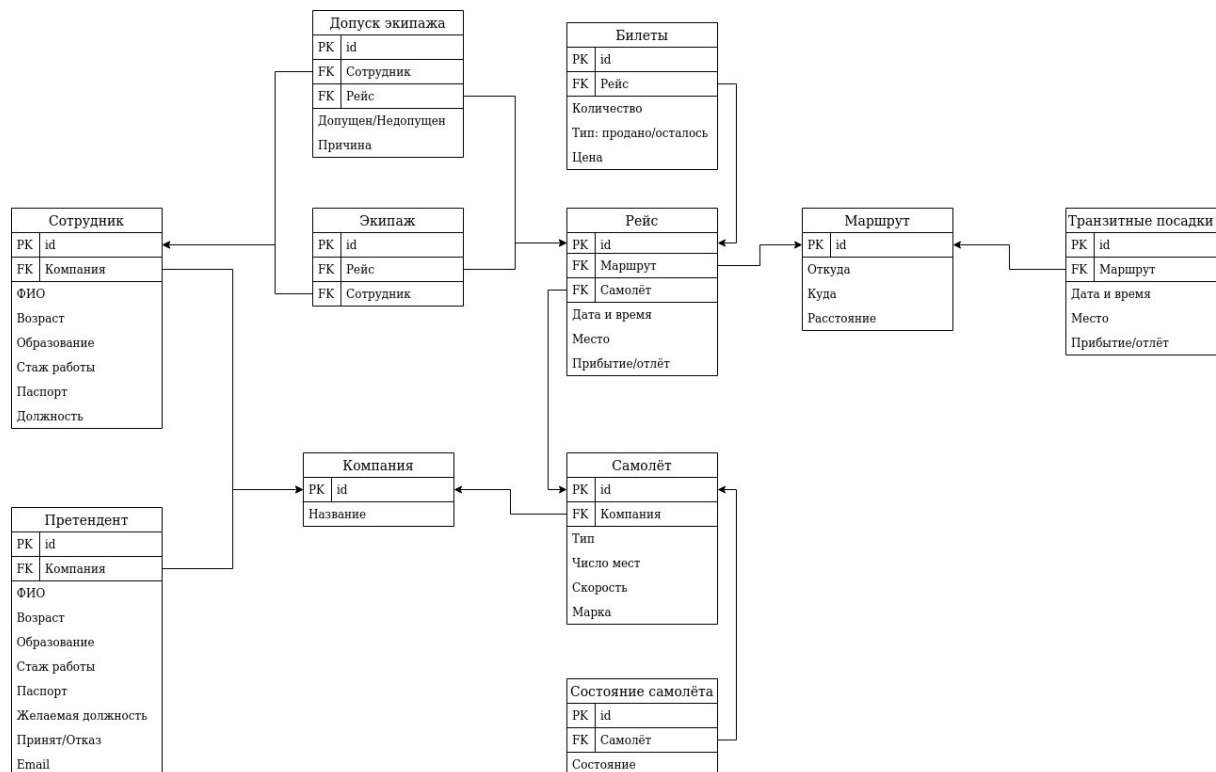 Допуск экипажа
PK id
FK Сотрудник
FK Рейс
Допущен/Недопущен
Причина
Билеты
PK id
FK Рейс
Количество
Тип: продано/осталось
Цена
Сотрудник
PK id
FK Компания
ФИО
Возраст
Образование
Стаж работы
Паспорт
Должность
Экипаж
PK id
FK Рейс
FK Сотрудник
Рейс
PK id
FK Маршрут
FK Самолёт
Дата и время
Место
Прибытие/отлёт
Маршрут
PK id
Откуда
Куда
Расстояние
Транзитные посадки
PK id
FK Маршрут
Дата и время
Место
Прибытие/отлёт
Компания
PK id
Название
Самолёт
PK id
FK Компания
Тип
Число мест
Скорость
Марка
Претендент
PK id
FK Компания
ФИО
Возраст
Образование
Стаж работы
Паспорт
Желаемая должность
Принят/Отказ
Email
Состояние самолёта
PK id
FK Самолёт
Состояние